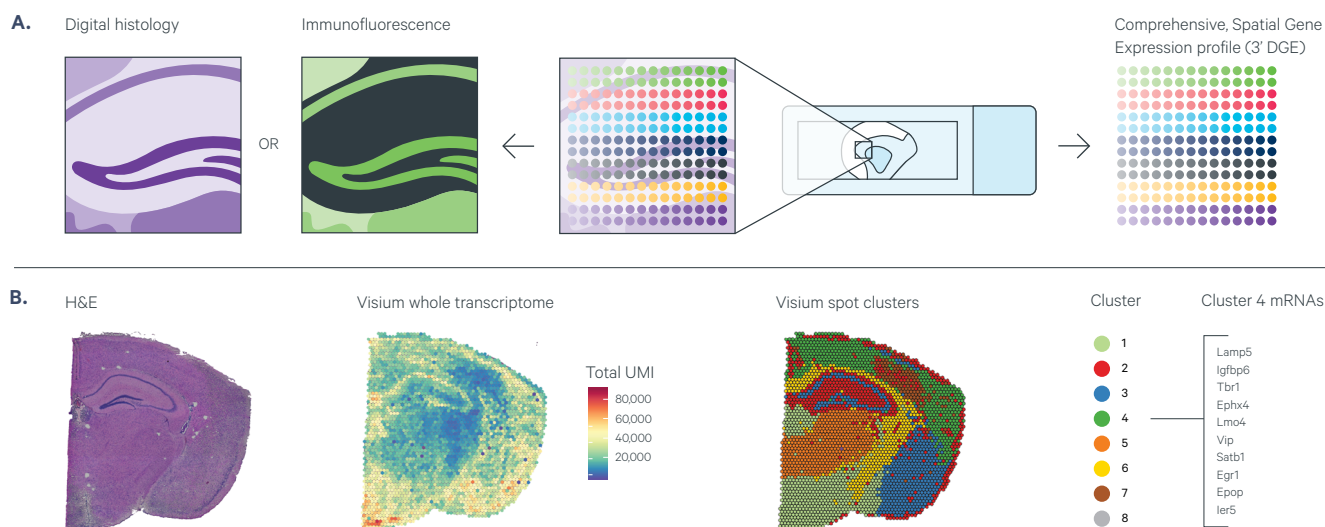 A.
Digital histology
Immunofluorescence
Comprehensive, Spatial Gene
Expression profile (3’ DGE)
OR
B.
H&E
Visium whole transcriptome
Visium spot clusters
Cluster
Cluster 4 mRNAs
Total UMI
80,000
60,000
40,000
20,000
1
2
3
4
5
6
7
8
Lamp5
Igfbp6
Tbr1
Ephx4
Lmo4
Vip
Satb1
Egr1
Epop
Ier5